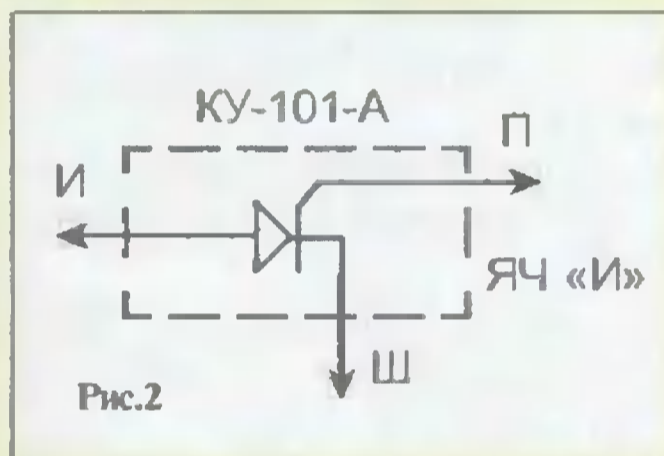 КУ-101-А
П
И
ЯЧ «И»
Ш
Рис.2